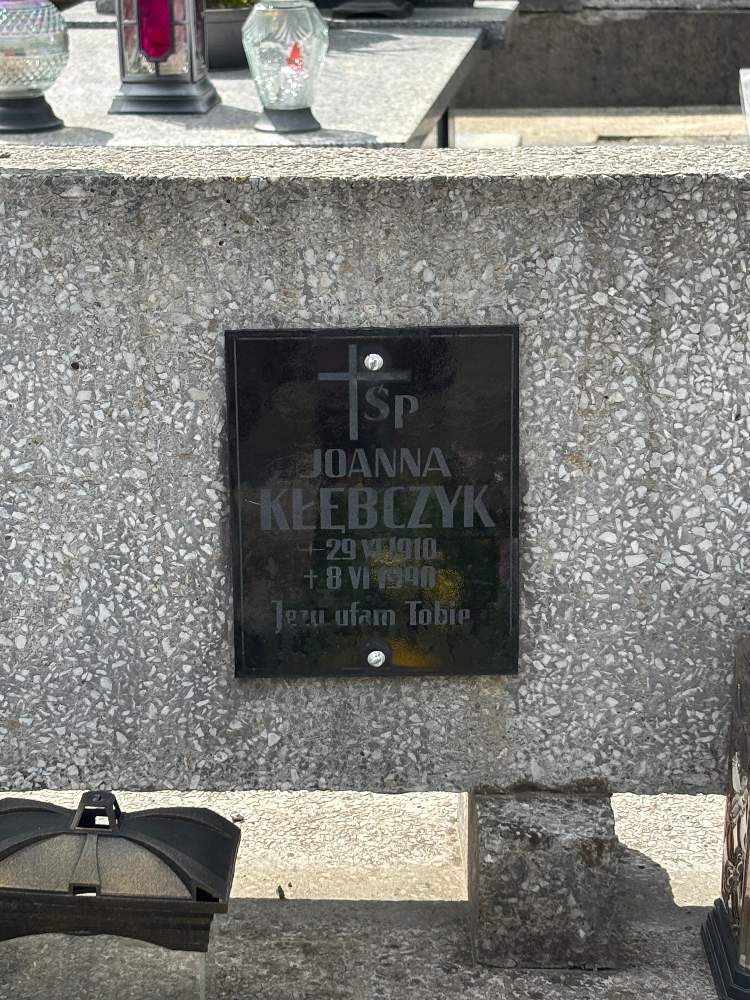 ŚP
JOANNA
KŁĘBCZYK
29 VI 1910
+ 8 VI 1990
Jezu ufam Tobie